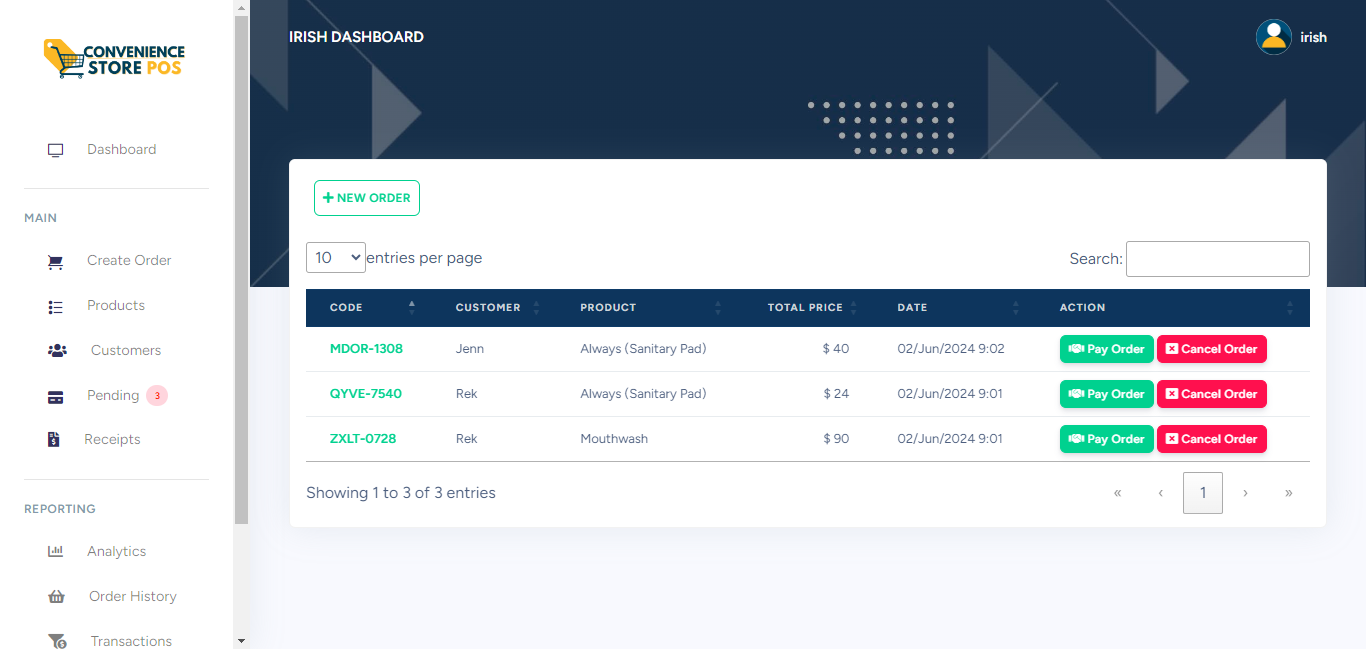 CONVENIENCE
STORE POS
Dashboard
MAIN
Create Order
Products
Customers
Pending 3
Receipts
REPORTING
Analytics
Order History
Transactions
IRISH DASHBOARD
irish
+ NEW ORDER
10 entries per page
Search:
CODE CUSTOMER PRODUCT TOTAL PRICE DATE ACTION
MDOR-1308 Jenn Always (Sanitary Pad) $ 40 02/Jun/2024 9:02 Pay Order Cancel Order
QYVE-7540 Rek Always (Sanitary Pad) $ 24 02/Jun/2024 9:01 Pay Order Cancel Order
ZXLT-0728 Rek Mouthwash $ 90 02/Jun/2024 9:01 Pay Order Cancel Order
Showing 1 to 3 of 3 entries
« ‹ 1 › »